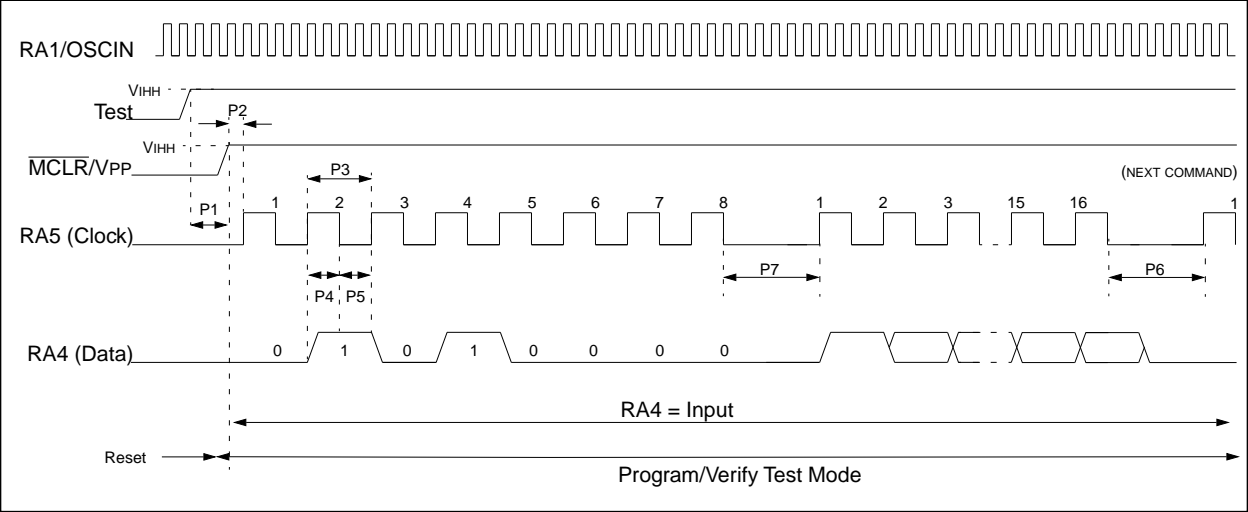 RA1/OSCIN
VIHH
Test
P2
VIHH
MCLR/VPP
P3
(NEXT COMMAND)
P1
1 2 3 4 5 6 7 8 1 2 3 15 16 1
RA5 (Clock)
P4 P5 P7 P6
RA4 (Data)
0 1 0 1 0 0 0 0
RA4 = Input
Reset
Program/Verify Test Mode